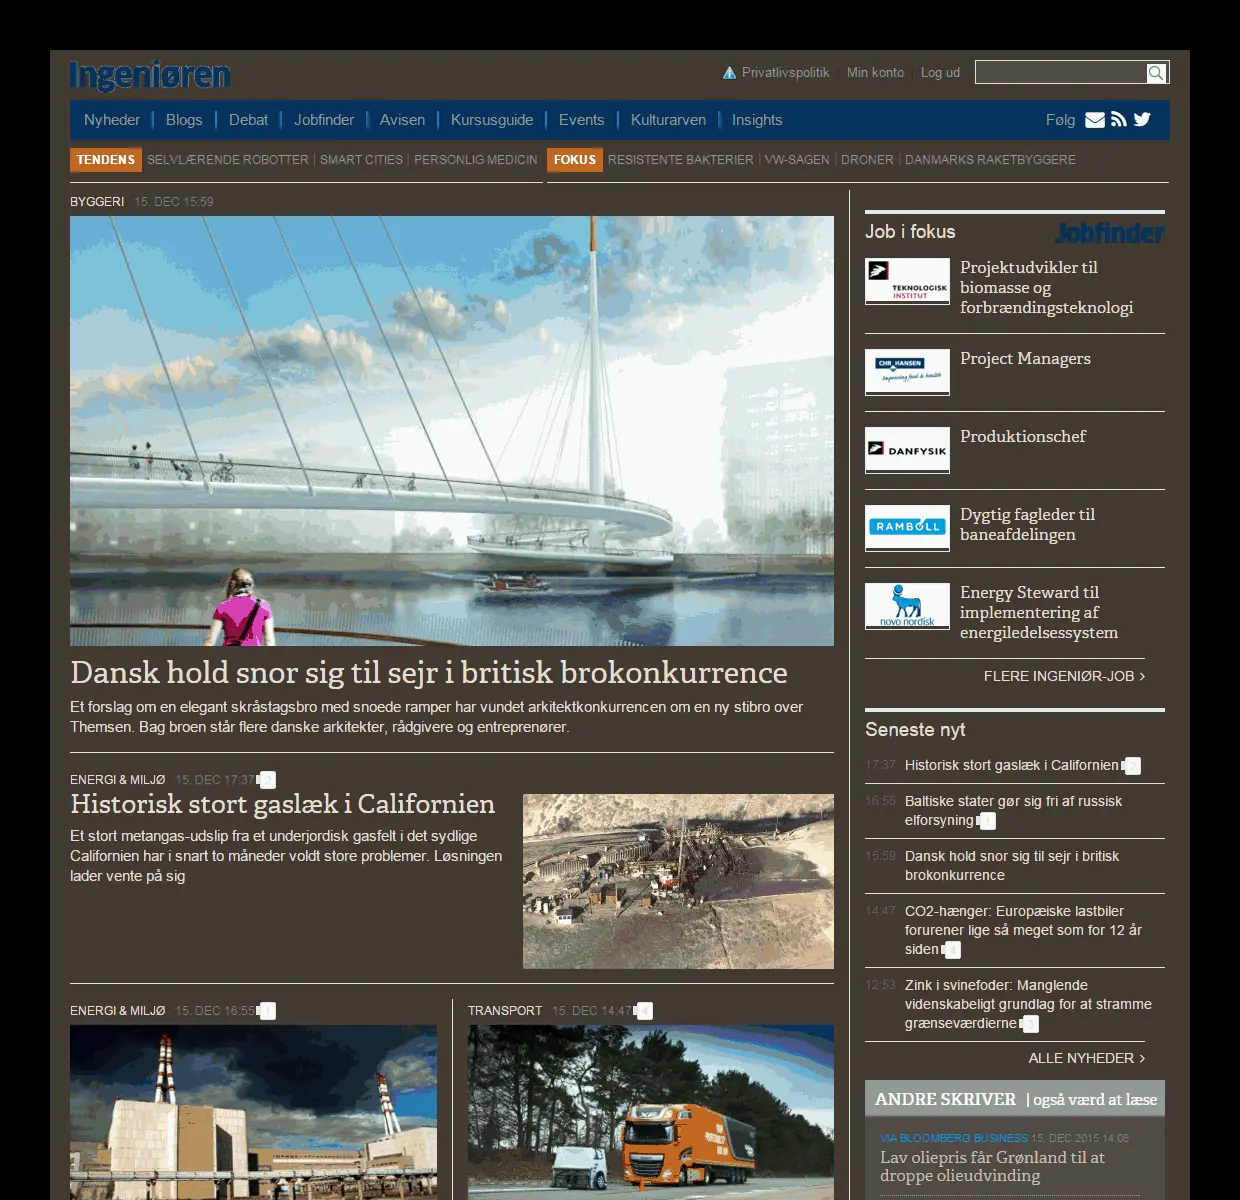 Ingeniøren
Privatlivspolitik Min konto Log ud
Nyheder Blogs Debat Jobfinder Avisen Kursusguide Events Kulturarven Insights Følg
TENDENS SELVLÆRENDE ROBOTTER | SMART CITIES | PERSONLIG MEDICIN FOKUS RESISTENTE BAKTERIER | VW-SAGEN | DRONER | DANMARKS RAKETBYGGERE
BYGGERI 15. DEC 15:59
Dansk hold snor sig til sejr i britisk brokonkurrence
Et forslag om en elegant skråstagsbro med snoede ramper har vundet arkitektkonkurrencen om en ny stibro over
Themsen. Bag broen står flere danske arkitekter, rådgivere og entreprenører.
ENERGI & MILJØ 15. DEC 17:37 2
Historisk stort gaslæk i Californien
Et stort metangas-udslip fra et underjordisk gasfelt i det sydlige
Californien har i snart to måneder voldt store problemer. Løsningen
lader vente på sig
ENERGI & MILJØ 15. DEC 16:55 1
TRANSPORT 15. DEC 14:47 4
Job i fokus Jobfinder
TEKNOLOGISK
INSTITUT
Projektudvikler til
biomasse og
forbrændingsteknologi
CHR HANSEN
Improving food & health
Project Managers
DANFYSIK
Produktionschef
RAMBOLL
Dygtig fagleder til
baneafdelingen
novo nordisk
Energy Steward til
implementering af
energiledelsessystem
FLERE INGENIØR-JOB >
Seneste nyt
17:37 Historisk stort gaslæk i Californien 2
16:55 Baltiske stater gør sig fri af russisk
elforsyning 1
15:59 Dansk hold snor sig til sejr i britisk
brokonkurrence
14:47 CO2-hænger: Europæiske lastbiler
forurener lige så meget som for 12 år
siden 4
12:53 Zink i svinefoder: Manglende
videnskabeligt grundlag for at stramme
grænseværdierne 3
ALLE NYHEDER >
ANDRE SKRIVER | også værd at læse
VIA BLOOMBERG BUSINESS 15. DEC 2015 14:08
Lav oliepris får Grønland til at
droppe olieudvinding